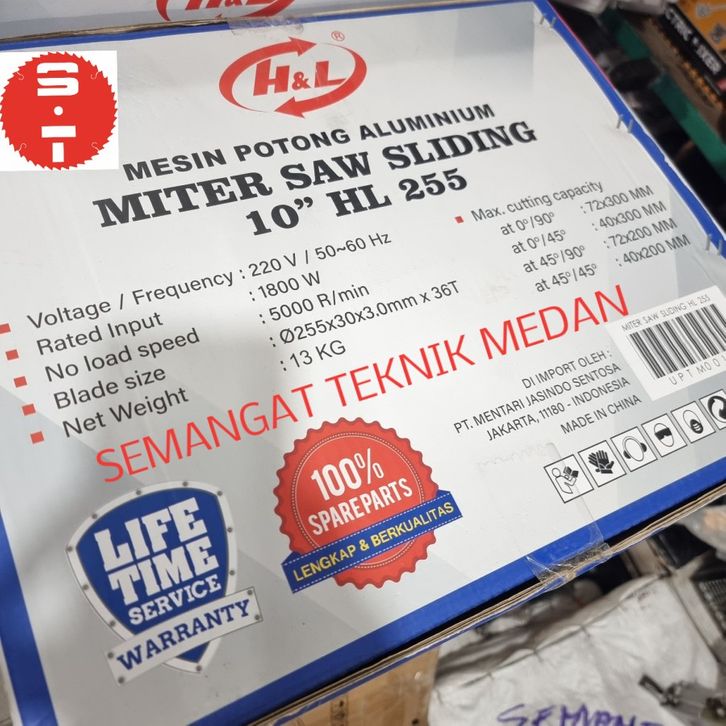 S·T
H&L
®
MESIN POTONG ALUMINIUM
MITER SAW SLIDING
10” HL 255
Voltage / Frequency : 220 V / 50~60 Hz
Rated Input : 1800 W
No load speed : 5000 R/min
Blade size : Ø255x30x3.0mm x 36T
Net Weight : 13 KG
Max. cutting capacity
at 0°/90° : 72x300 MM
at 0°/45° : 40x300 MM
at 45°/90° : 72x200 MM
at 45°/45° : 40x200 MM
SEMANGAT TEKNIK MEDAN
MITER SAW SLIDING HL 255
UPT M00
DI IMPORT OLEH :
PT. MENTARI JASINDO SENTOSA
JAKARTA, 11180 - INDONESIA
MADE IN CHINA
100%
SPAREPARTS
LENGKAP & BERKUALITAS
LIFE
TIME
SERVICE
WARRANTY